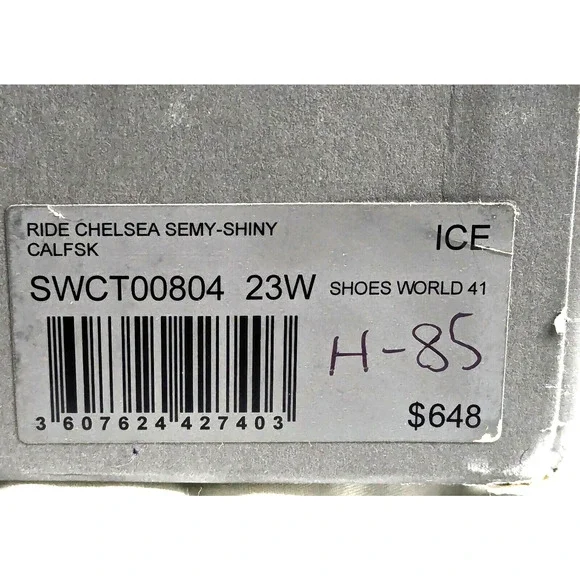 RIDE CHELSEA SEMY-SHINY
CALFSK
ICE
SWCT00804 23W SHOES WORLD 41
H-85
3 607624 427403
$648